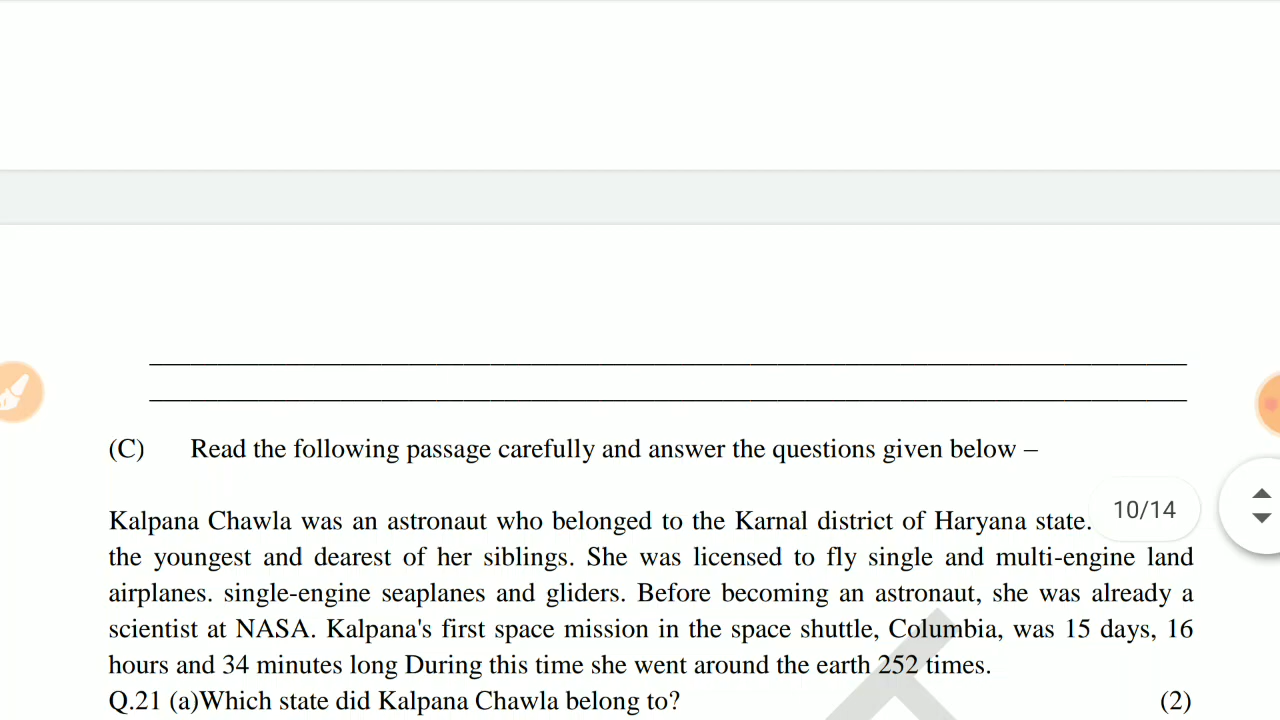 (C) Read the following passage carefully and answer the questions given below –
10/14
Kalpana Chawla was an astronaut who belonged to the Karnal district of Haryana state.
the youngest and dearest of her siblings. She was licensed to fly single and multi-engine land
airplanes. single-engine seaplanes and gliders. Before becoming an astronaut, she was already a
scientist at NASA. Kalpana's first space mission in the space shuttle, Columbia, was 15 days, 16
hours and 34 minutes long During this time she went around the earth 252 times.
Q.21 (a)Which state did Kalpana Chawla belong to? (2)